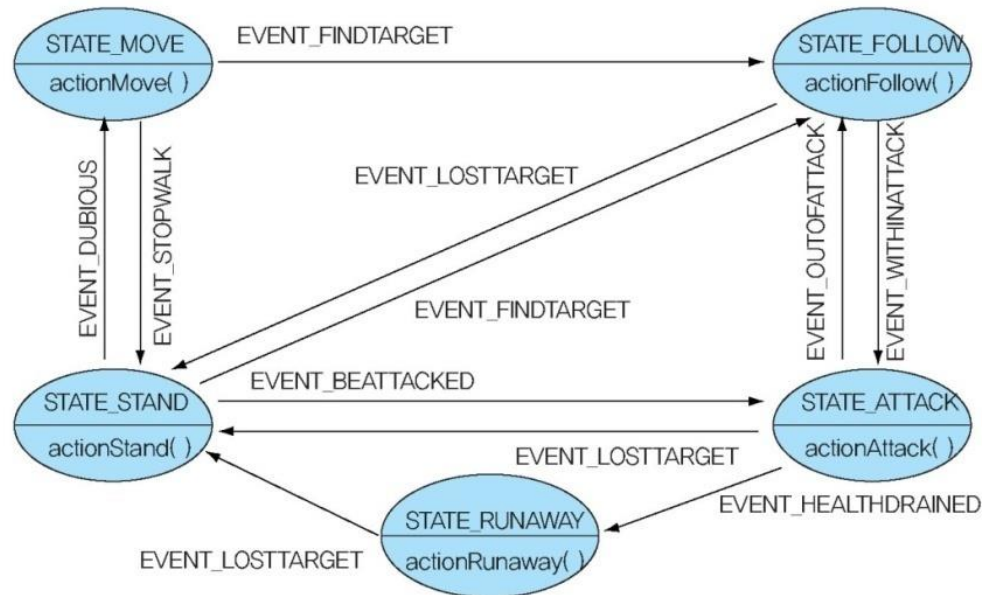 STATE_MOVE
actionMove( )
EVENT_FINDTARGET
STATE_FOLLOW
actionFollow( )
EVENT_DUBIOUS
EVENT_STOPWALK
EVENT_LOSTTARGET
EVENT_OUTOFATTACK
EVENT_WITHINATTACK
EVENT_FINDTARGET
STATE_STAND
actionStand( )
EVENT_BEATTACKED
STATE_ATTACK
actionAttack( )
EVENT_LOSTTARGET
EVENT_HEALTHDRAINED
STATE_RUNAWAY
actionRunaway( )
EVENT_LOSTTARGET